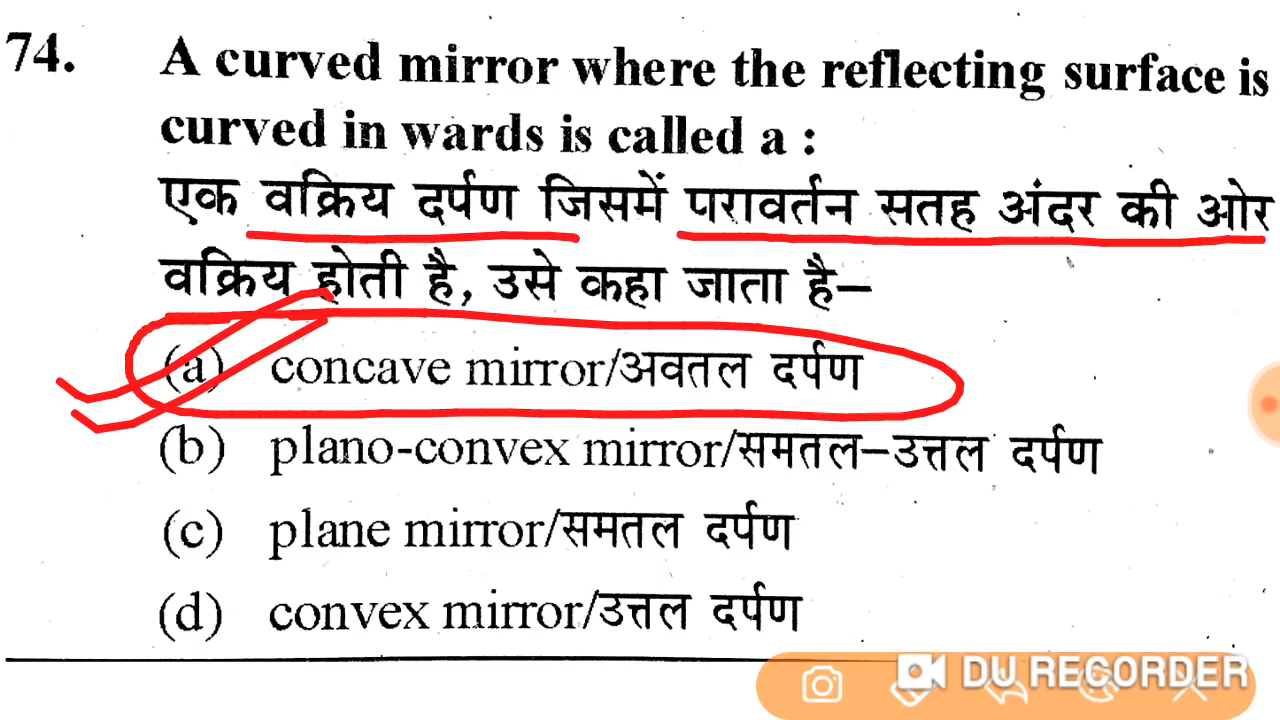 74. A curved mirror where the reflecting surface is
curved in wards is called a :
एक वक्रिय दर्पण जिसमें परावर्तन सतह अंदर की ओर
वक्रिय होती है, उसे कहा जाता है–
(a) concave mirror/अवतल दर्पण
(b) plano-convex mirror/समतल–उत्तल दर्पण
(c) plane mirror/समतल दर्पण
(d) convex mirror/उत्तल दर्पण
DU RECORDER